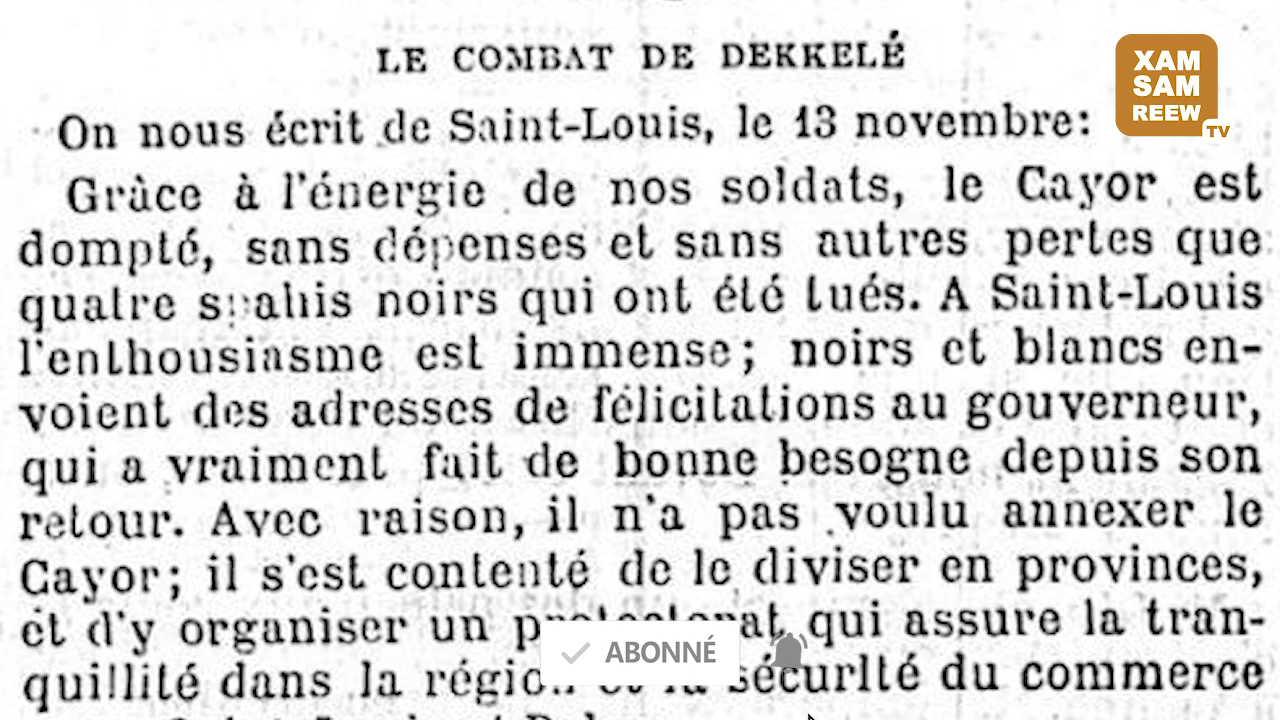 LE COMBAT DE DEKKELÉ
XAM
SAM
REEW
TV
On nous écrit de Saint-Louis, le 13 novembre:
Grâce à l'énergie de nos soldats, le Cayor est
dompté, sans dépenses et sans autres pertes que
quatre spahis noirs qui ont été tués. A Saint-Louis
l'enthousiasme est immense; noirs et blancs en-
voient des adresses de félicitations au gouverneur,
qui a vraiment fait de bonne besogne depuis son
retour. Avec raison, il n'a pas voulu annexer le
Cayor; il s'est contenté de le diviser en provinces,
et d'y organiser un protectorat qui assure la tran-
quillité dans la région et la sécurité du commerce
ABONNÉ